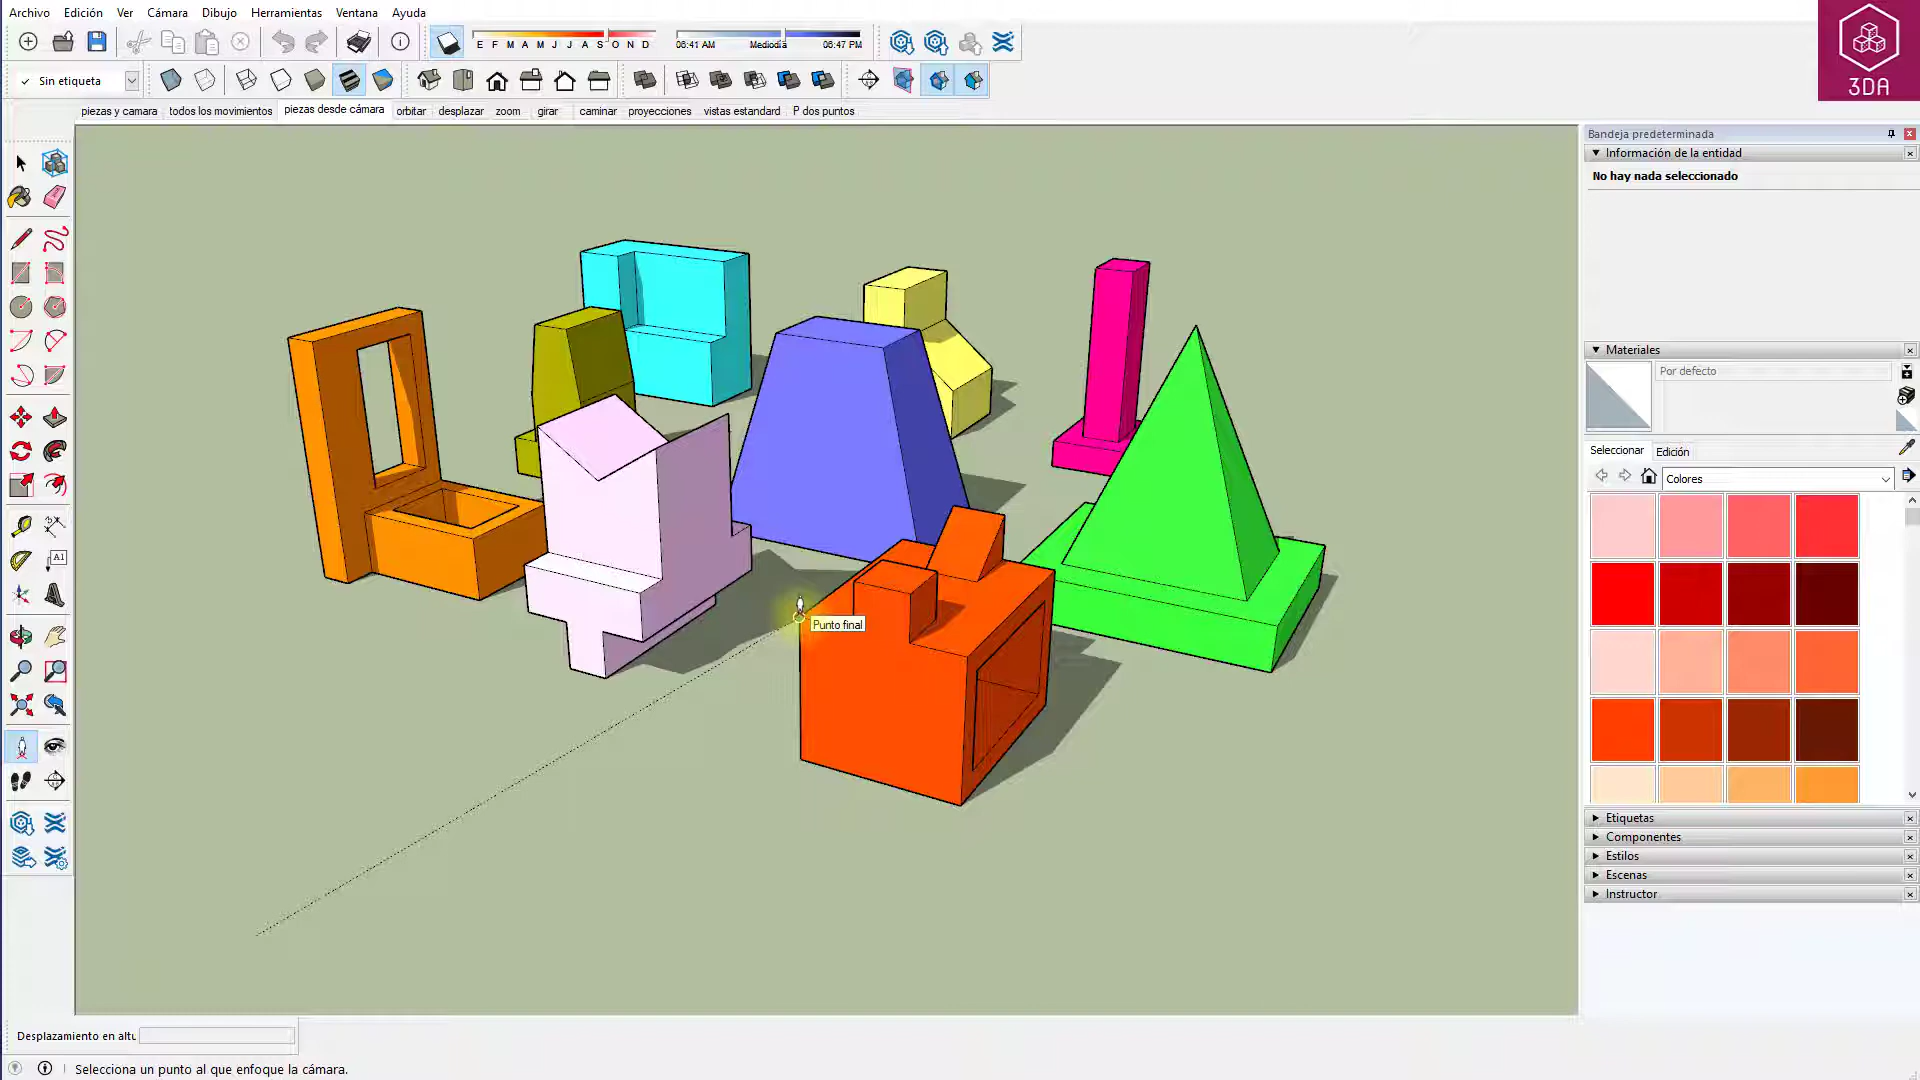 Archivo Edición Ver Cámara Dibujo Herramientas Ventana Ayuda
E F M A M J J A S O N D 06:41 AM Mediodía 06:47 PM
3DA
Sin etiqueta
piezas y camara todos los movimientos piezas desde cámara orbitar desplazar zoom girar caminar proyecciones vistas estandard P dos puntos
Bandeja predeterminada
Información de la entidad
No hay nada seleccionado
Materiales
Por defecto
Seleccionar Edición
Colores
A1
Punto final
Etiquetas
Componentes
Estilos
Escenas
Instructor
Desplazamiento en altu
Selecciona un punto al que enfoque la cámara.